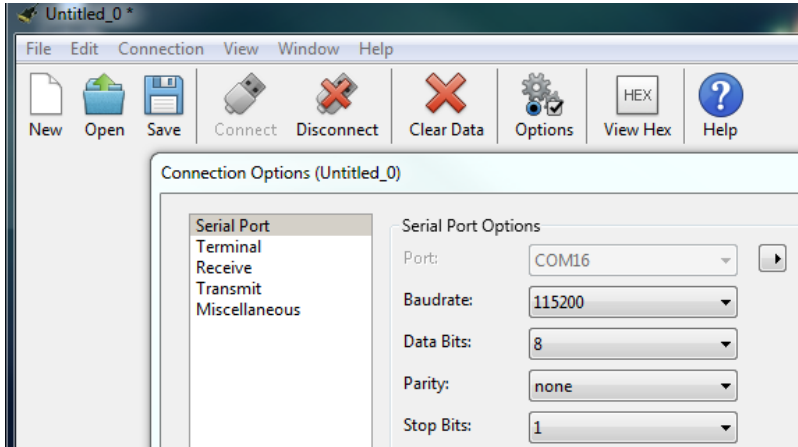 Untitled_0 *
File Edit Connection View Window Help
HEX
New Open Save Connect Disconnect Clear Data Options View Hex Help
Connection Options (Untitled_0)
Serial Port
Terminal
Receive
Transmit
Miscellaneous
Serial Port Options
Port: COM16
Baudrate: 115200
Data Bits: 8
Parity: none
Stop Bits: 1